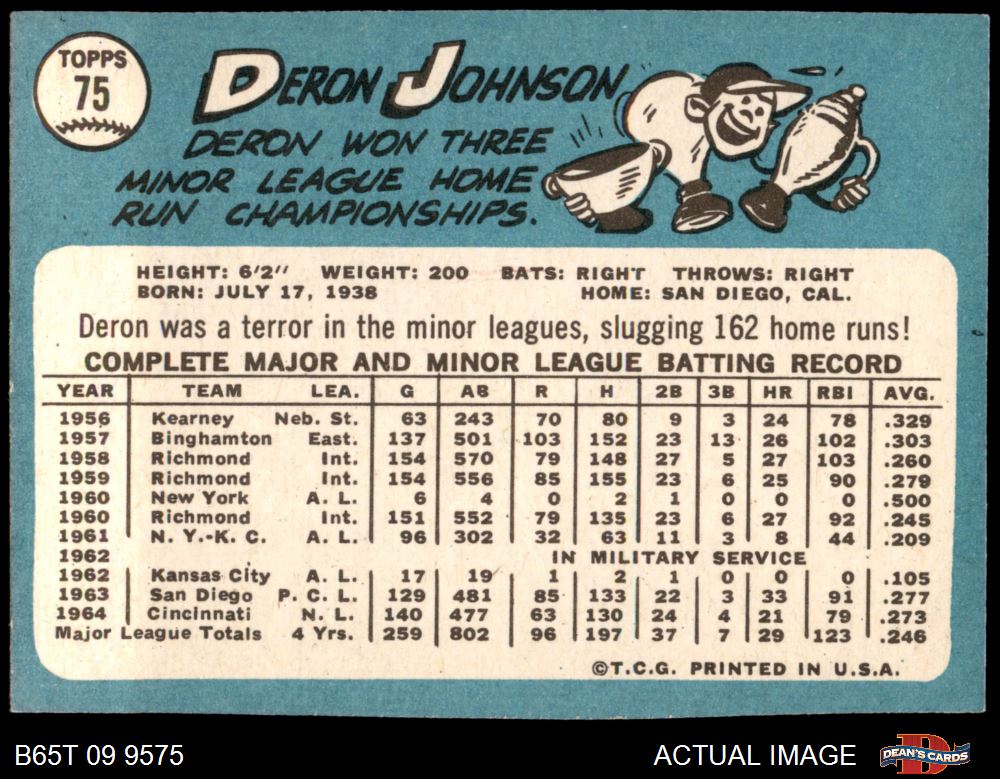 TOPPS
75
DERON JOHNSON
DERON WON THREE
MINOR LEAGUE HOME
RUN CHAMPIONSHIPS.
HEIGHT: 6'2" WEIGHT: 200 BATS: RIGHT THROWS: RIGHT
BORN: JULY 17, 1938 HOME: SAN DIEGO, CAL.
Deron was a terror in the minor leagues, slugging 162 home runs!
COMPLETE MAJOR AND MINOR LEAGUE BATTING RECORD
YEAR TEAM LEA. G AB R H 2B 3B HR RBI AVG.
1956 Kearney Neb. St. 63 243 70 80 9 3 24 78 .329
1957 Binghamton East. 137 501 103 152 23 13 26 102 .303
1958 Richmond Int. 154 570 79 148 27 5 27 103 .260
1959 Richmond Int. 154 556 85 155 23 6 25 90 .279
1960 New York A. L. 6 4 0 2 1 0 0 0 .500
1960 Richmond Int. 151 552 79 135 23 6 27 92 .245
1961 N. Y.-K. C. A. L. 96 302 32 63 11 3 8 44 .209
1962 IN MILITARY SERVICE
1962 Kansas City A. L. 17 19 1 2 1 0 0 0 .105
1963 San Diego P. C. L. 129 481 85 133 22 3 33 91 .277
1964 Cincinnati N. L. 140 477 63 130 24 4 21 79 .273
Major League Totals 4 Yrs. 259 802 96 197 37 7 29 123 .246
©T.C.G. PRINTED IN U.S.A.
B65T 09 9575 ACTUAL IMAGE DEAN'S CARDS